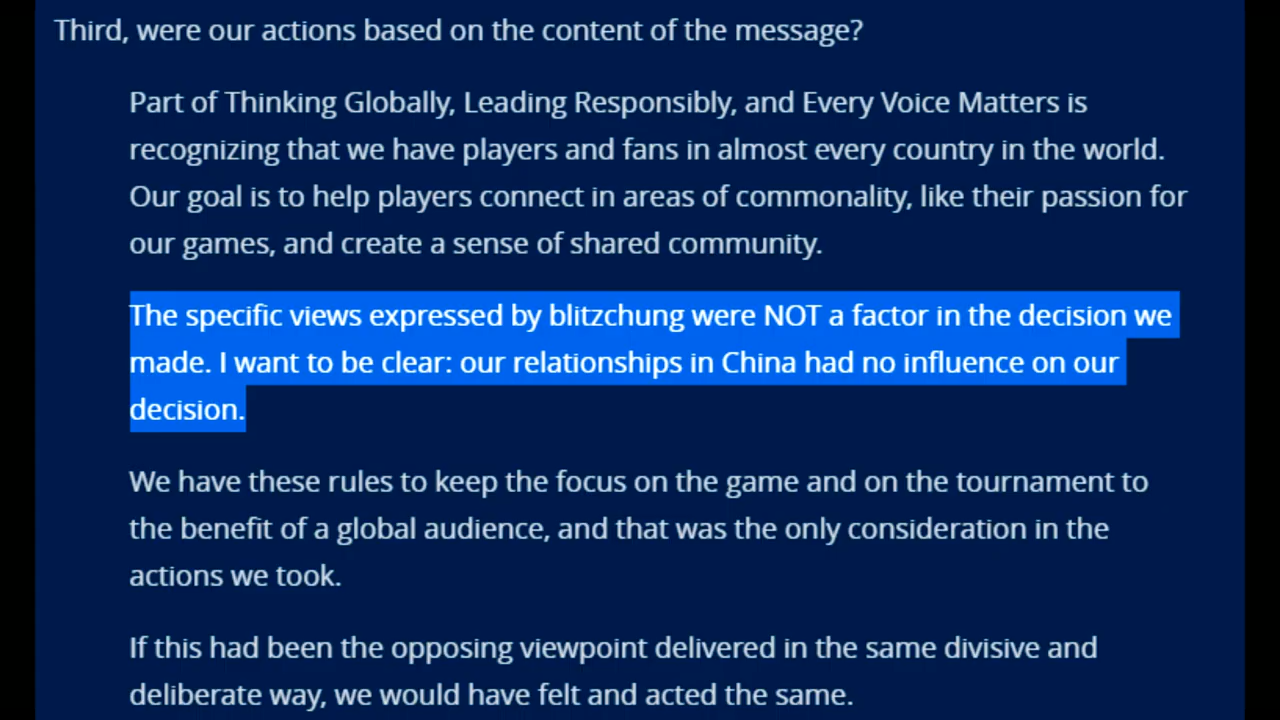 Third, were our actions based on the content of the message?
Part of Thinking Globally, Leading Responsibly, and Every Voice Matters is
recognizing that we have players and fans in almost every country in the world.
Our goal is to help players connect in areas of commonality, like their passion for
our games, and create a sense of shared community.
The specific views expressed by blitzchung were NOT a factor in the decision we
made. I want to be clear: our relationships in China had no influence on our
decision.
We have these rules to keep the focus on the game and on the tournament to
the benefit of a global audience, and that was the only consideration in the
actions we took.
If this had been the opposing viewpoint delivered in the same divisive and
deliberate way, we would have felt and acted the same.